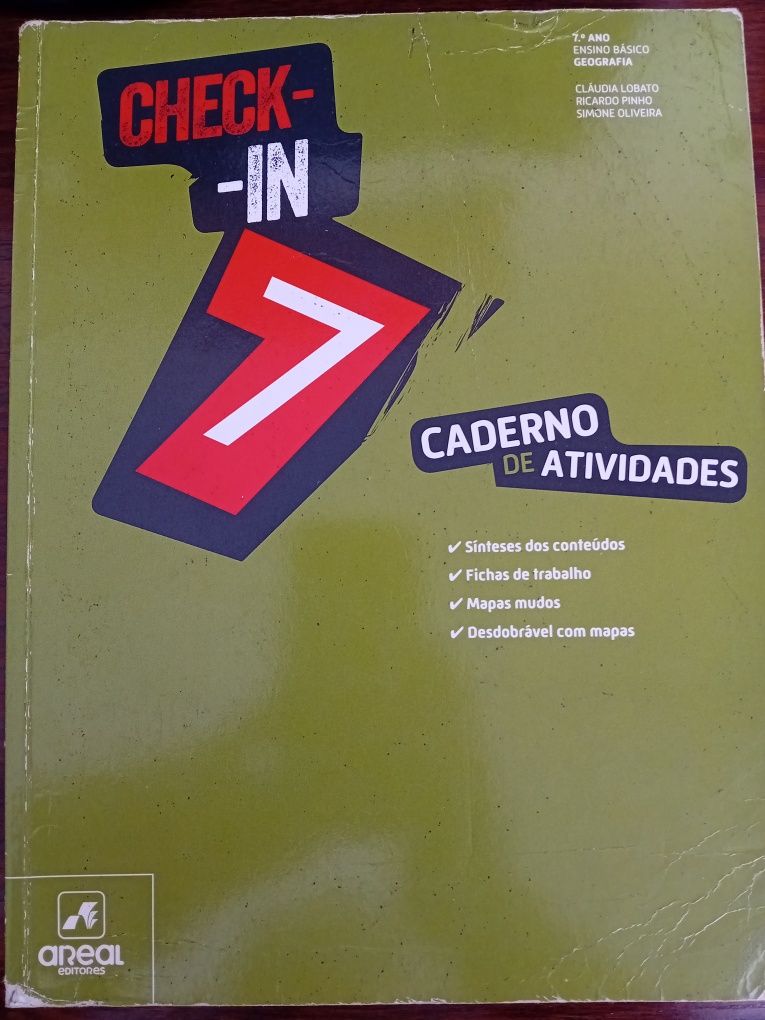 7.º ANO
ENSINO BÁSICO
GEOGRAFIA
CLÁUDIA LOBATO
RICARDO PINHO
SIMONE OLIVEIRA
CHECK-
-IN
7
CADERNO
DE ATIVIDADES
✔ Sínteses dos conteúdos
✔ Fichas de trabalho
✔ Mapas mudos
✔ Desdobrável com mapas
areal
EDITORES